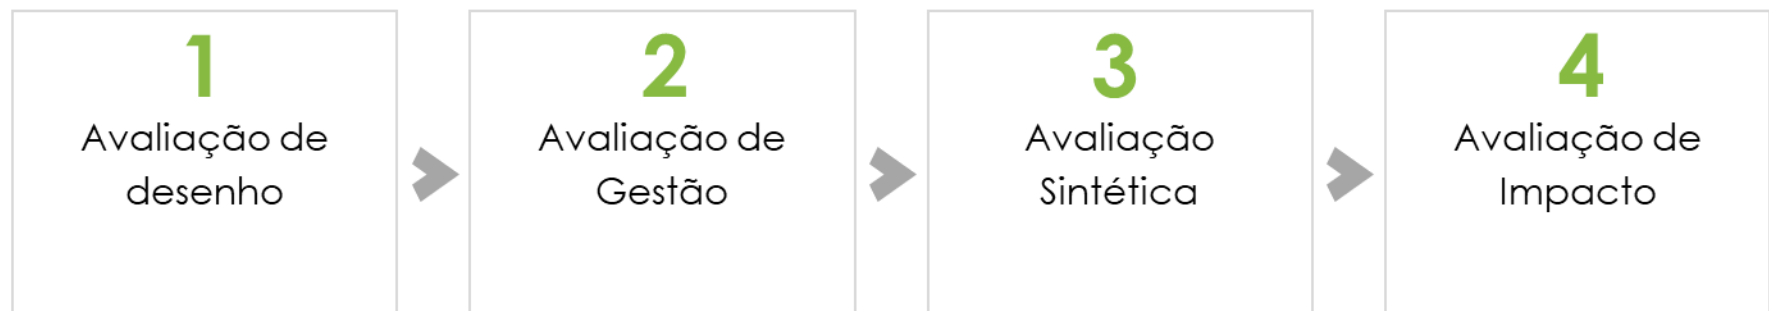 1
Avaliação de
desenho
2
Avaliação de
Gestão
3
Avaliação
Sintética
4
Avaliação de
Impacto